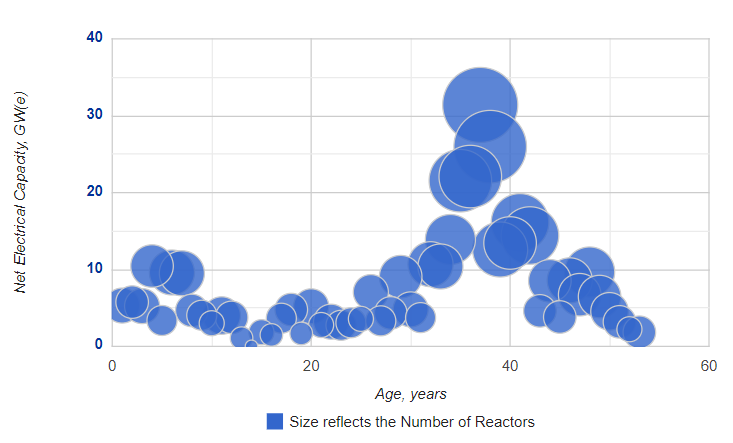 Net Electrical Capacity, GW(e)
40
30
20
10
0
0 20 40 60
Age, years
Size reflects the Number of Reactors